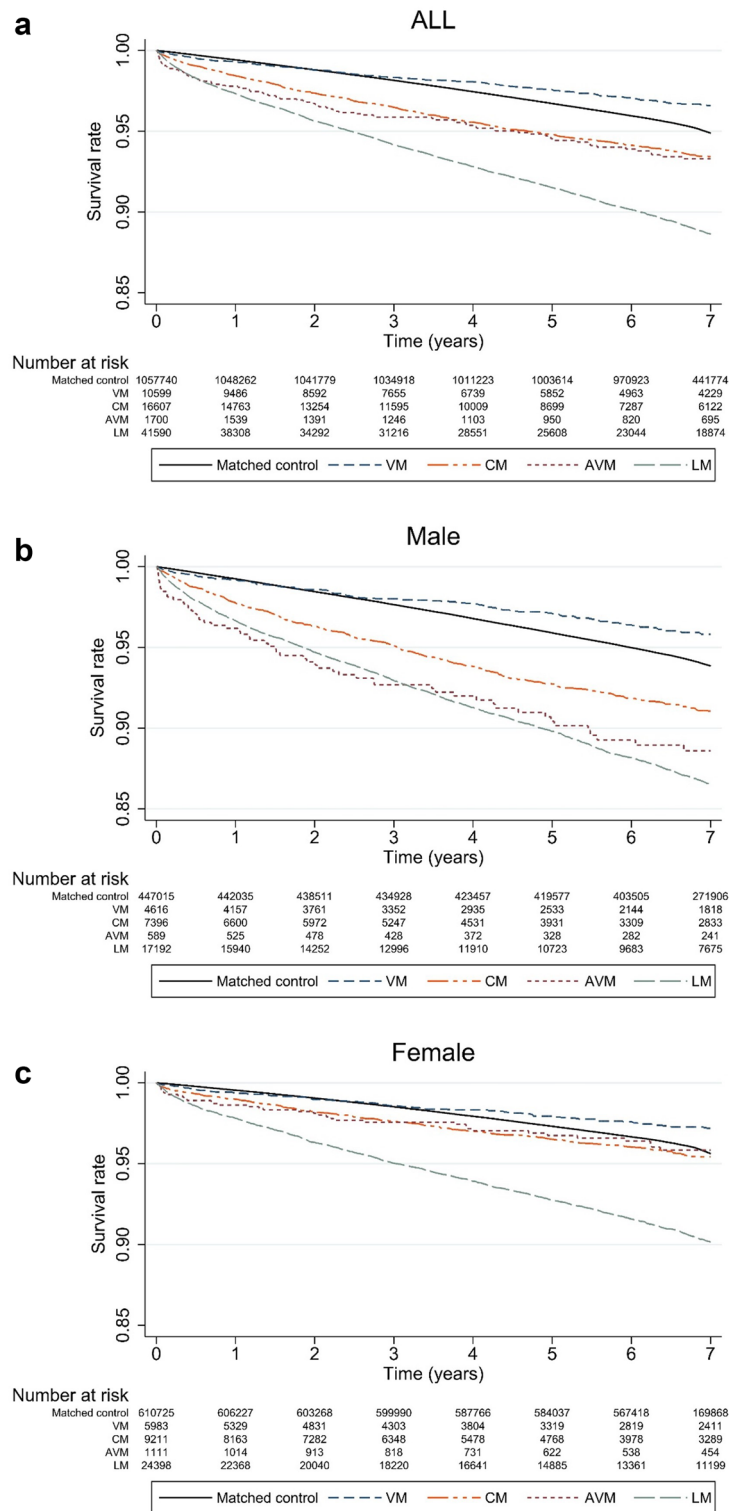 a
ALL
Survival rate
1.00
0.95
0.90
0.85
0 1 2 3 4 5 6 7
Time (years)
Number at risk
Matched control 1057740 1048262 1041779 1034918 1011223 1003614 970923 441774
VM 10599 9486 8592 7655 6739 5852 4963 4229
CM 16607 14763 13254 11595 10009 8699 7287 6122
AVM 1700 1539 1391 1246 1103 950 820 695
LM 41590 38308 34292 31216 28551 25608 23044 18874
Matched control VM CM AVM LM
b
Male
Survival rate
1.00
0.95
0.90
0.85
0 1 2 3 4 5 6 7
Time (years)
Number at risk
Matched control 447015 442035 438511 434928 423457 419577 403505 271906
VM 4616 4157 3761 3352 2935 2533 2144 1818
CM 7396 6600 5972 5247 4531 3931 3309 2833
AVM 589 525 478 428 372 328 282 241
LM 17192 15940 14252 12996 11910 10723 9683 7675
Matched control VM CM AVM LM
c
Female
Survival rate
1.00
0.95
0.90
0.85
0 1 2 3 4 5 6 7
Time (years)
Number at risk
Matched control 610725 606227 603268 599990 587766 584037 567418 169868
VM 5983 5329 4831 4303 3804 3319 2819 2411
CM 9211 8163 7282 6348 5478 4768 3978 3289
AVM 1111 1014 913 818 731 622 538 454
LM 24398 22368 20040 18220 16641 14885 13361 11199
Matched control VM CM AVM LM